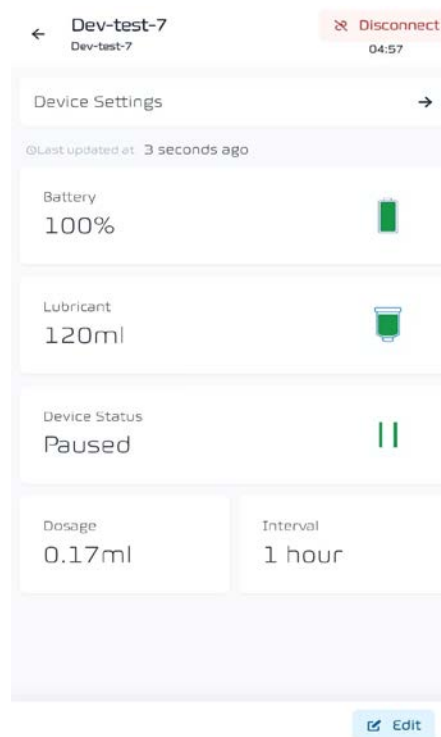 Dev-test-7
Dev-test-7
Disconnect
04:57
Device Settings
Last updated at 3 seconds ago
Battery
100%
Lubricant
120ml
Device Status
Paused
Dosage
0.17ml
Interval
1 hour
Edit